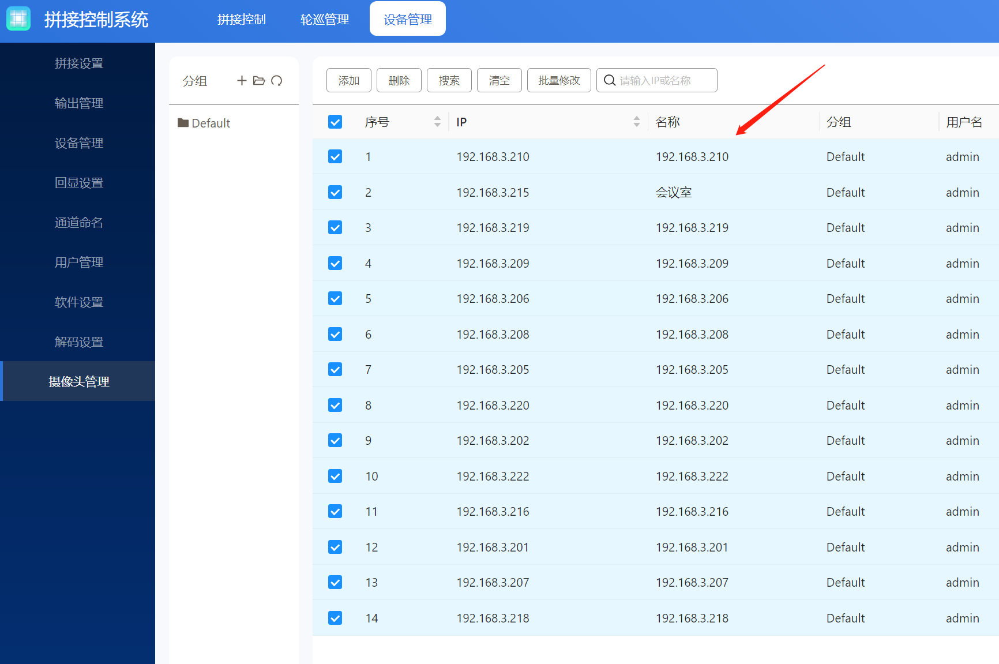 拼接控制系统 拼接控制 轮巡管理 设备管理
拼接设置
输出管理
设备管理
回显设置
通道命名
用户管理
软件设置
解码设置
摄像头管理
分组
Default
添加 删除 搜索 清空 批量修改 请输入IP或名称
序号 IP 名称 分组 用户名
1 192.168.3.210 192.168.3.210 Default admin
2 192.168.3.215 会议室 Default admin
3 192.168.3.219 192.168.3.219 Default admin
4 192.168.3.209 192.168.3.209 Default admin
5 192.168.3.206 192.168.3.206 Default admin
6 192.168.3.208 192.168.3.208 Default admin
7 192.168.3.205 192.168.3.205 Default admin
8 192.168.3.220 192.168.3.220 Default admin
9 192.168.3.202 192.168.3.202 Default admin
10 192.168.3.222 192.168.3.222 Default admin
11 192.168.3.216 192.168.3.216 Default admin
12 192.168.3.201 192.168.3.201 Default admin
13 192.168.3.207 192.168.3.207 Default admin
14 192.168.3.218 192.168.3.218 Default admin